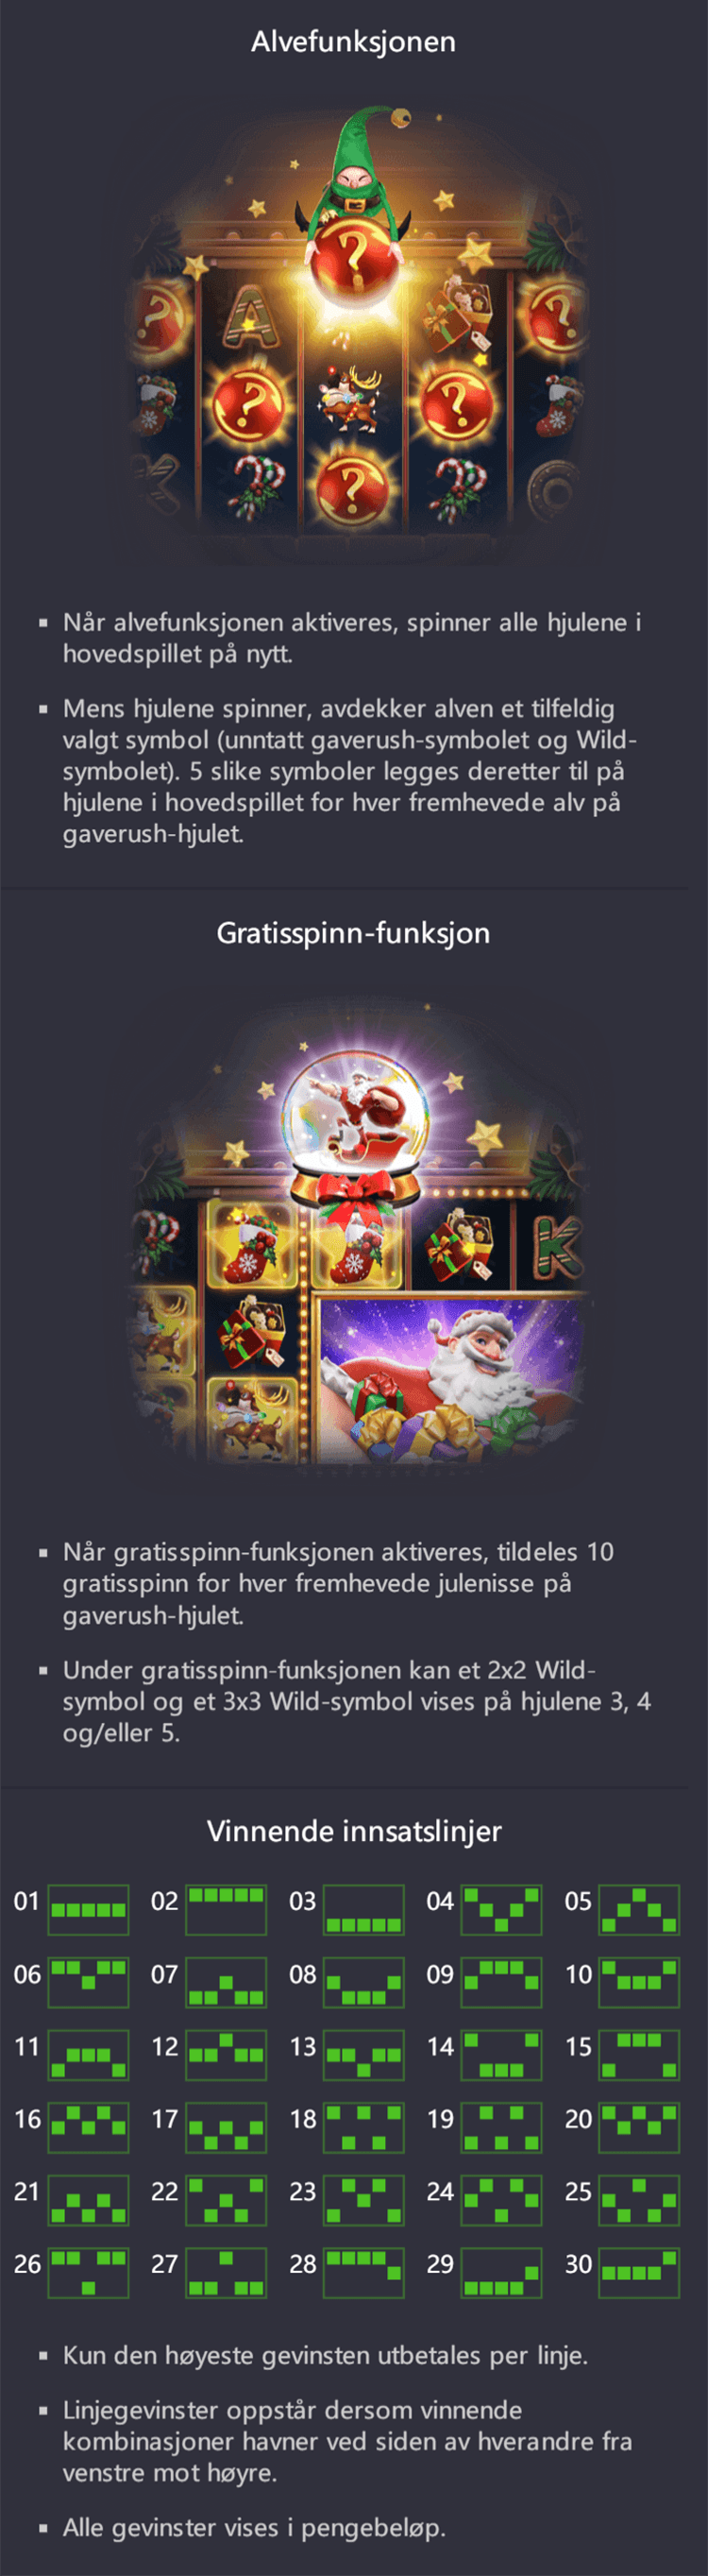 Alvefunksjonen
?
? A ?
? ?
K ?
▪ Når alvefunksjonen aktiveres, spinner alle hjulene i
hovedspillet på nytt.
▪ Mens hjulene spinner, avdekker alven et tilfeldig
valgt symbol (unntatt gaverush-symbolet og Wild-
symbolet). 5 slike symboler legges deretter til på
hjulene i hovedspillet for hver fremhevede alv på
gaverush-hjulet.
Gratisspinn-funksjon
K
▪ Når gratisspinn-funksjonen aktiveres, tildeles 10
gratisspinn for hver fremhevede julenisse på
gaverush-hjulet.
▪ Under gratisspinn-funksjonen kan et 2x2 Wild-
symbol og et 3x3 Wild-symbol vises på hjulene 3, 4
og/eller 5.
Vinnende innsatslinjer
01 02 03 04 05
06 07 08 09 10
11 12 13 14 15
16 17 18 19 20
21 22 23 24 25
26 27 28 29 30
▪ Kun den høyeste gevinsten utbetales per linje.
▪ Linjegevinster oppstår dersom vinnende
kombinasjoner havner ved siden av hverandre fra
venstre mot høyre.
▪ Alle gevinster vises i pengebeløp.